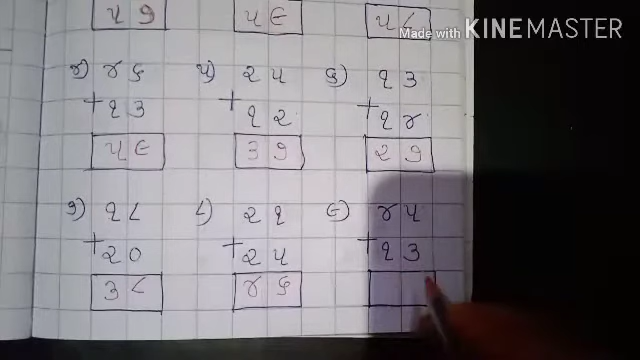 ૫૭ ૫૯ ૫૮
Made with KINEMASTER
૪) ૪૬ ૫) ૨૫ ૬) ૧૩
+ ૧૩ + ૧૨ + ૧૪
૫૯ ૩૭ ૨૭
૭) ૧૮ ૮) ૨૧ ૯) ૪૫
+ ૨૦ + ૨૫ + ૧૩
૩૮ ૪૬